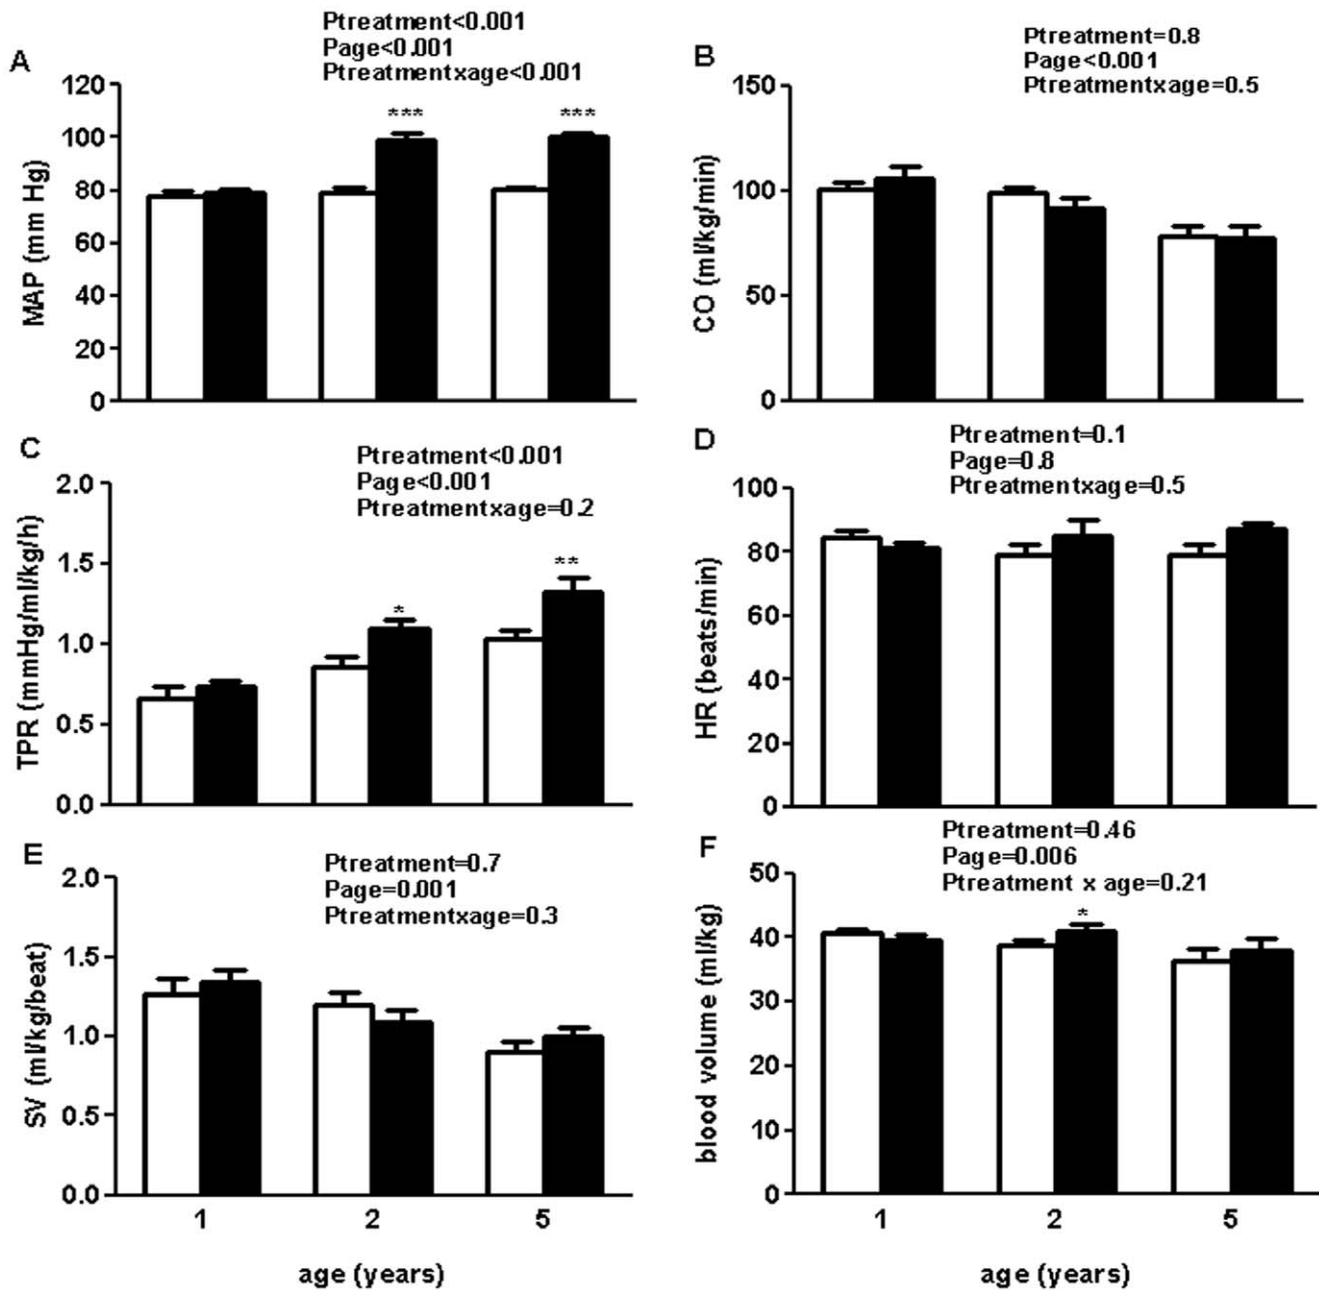 A
Ptreatment<0.001
Page<0.001
Ptreatmentxage<0.001
MAP (mm Hg)
120
100
80
60
40
20
0
***
***
B
Ptreatment=0.8
Page<0.001
Ptreatmentxage=0.5
CO (ml/kg/min)
150
100
50
0
C
Ptreatment<0.001
Page<0.001
Ptreatmentxage=0.2
TPR (mmHg/ml/kg/h)
2.0
1.5
1.0
0.5
0.0
*
**
D
Ptreatment=0.1
Page=0.8
Ptreatmentxage=0.5
HR (beats/min)
100
80
60
40
20
0
E
Ptreatment=0.7
Page=0.001
Ptreatmentxage=0.3
SV (ml/kg/beat)
2.0
1.5
1.0
0.5
0.0
1 2 5
age (years)
F
Ptreatment=0.46
Page=0.006
Ptreatment x age=0.21
blood volume (ml/kg)
50
40
30
20
10
0
*
1 2 5
age (years)